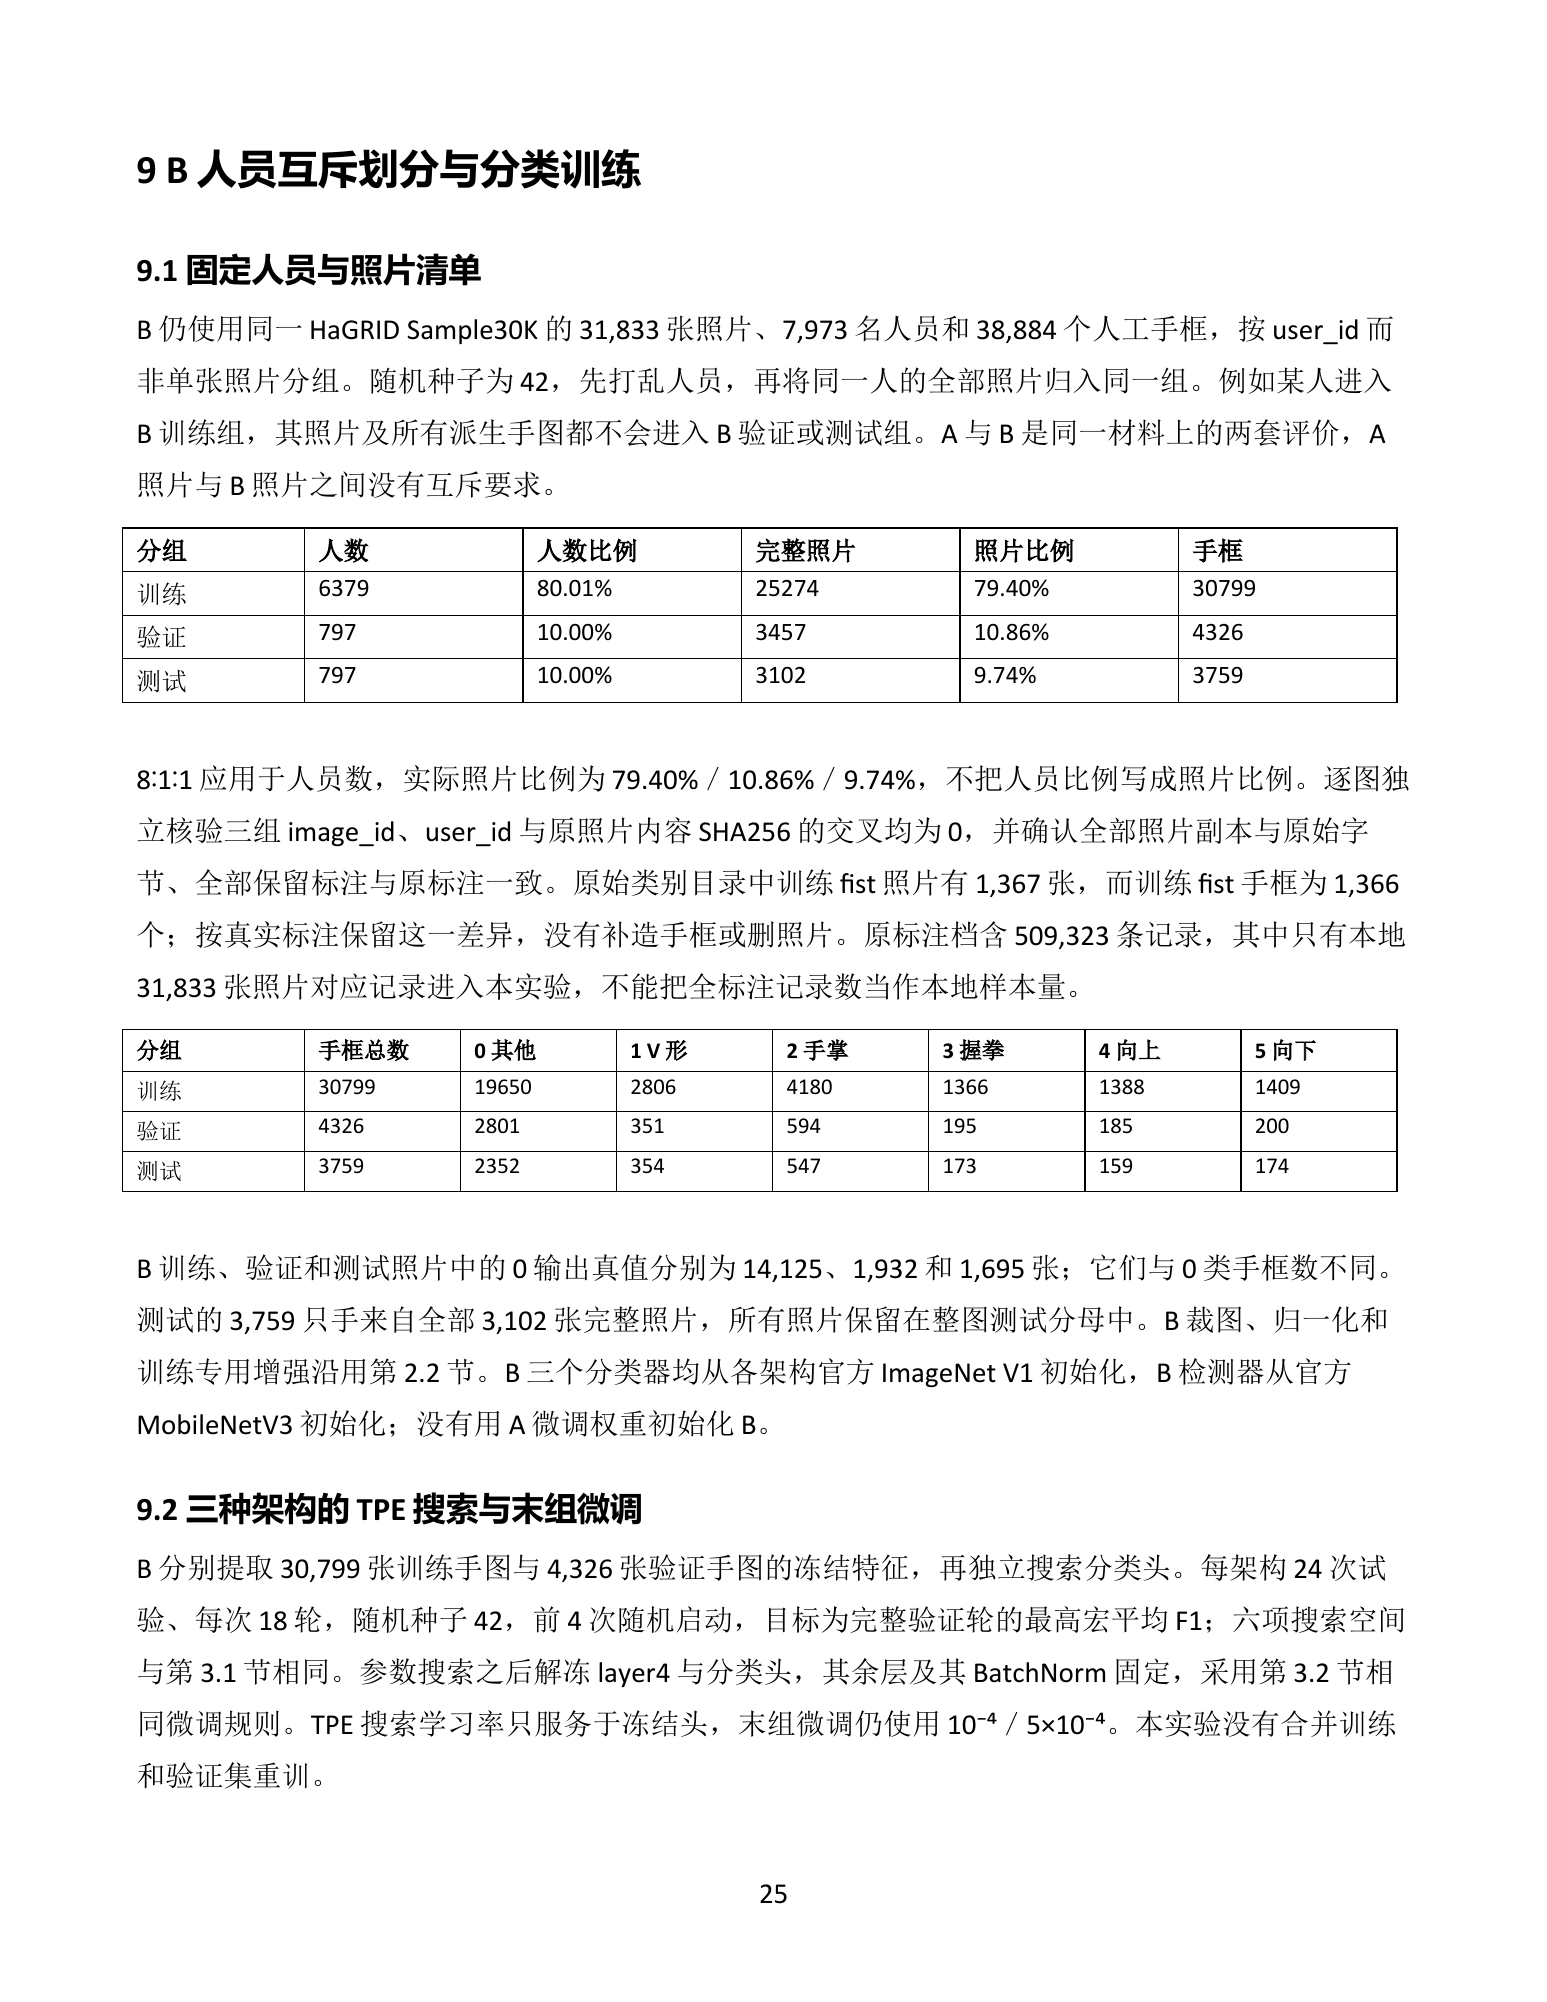 9 B 人员互斥划分与分类训练
9.1 固定人员与照片清单
B 仍使用同一 HaGRID Sample30K 的 31,833 张照片、7,973 名人员和 38,884 个人工手框，按 user_id 而
非单张照片分组。随机种子为 42，先打乱人员，再将同一人的全部照片归入同一组。例如某人进入
B 训练组，其照片及所有派生手图都不会进入 B 验证或测试组。A 与 B 是同一材料上的两套评价，A
照片与 B 照片之间没有互斥要求。
分组 人数 人数比例 完整照片 照片比例 手框
训练 6379 80.01% 25274 79.40% 30799
验证 797 10.00% 3457 10.86% 4326
测试 797 10.00% 3102 9.74% 3759
8:1:1 应用于人员数，实际照片比例为 79.40% / 10.86% / 9.74%，不把人员比例写成照片比例。逐图独
立核验三组 image_id、user_id 与原照片内容 SHA256 的交叉均为 0，并确认全部照片副本与原始字
节、全部保留标注与原标注一致。原始类别目录中训练 fist 照片有 1,367 张，而训练 fist 手框为 1,366
个；按真实标注保留这一差异，没有补造手框或删照片。原标注档含 509,323 条记录，其中只有本地
31,833 张照片对应记录进入本实验，不能把全标注记录数当作本地样本量。
分组 手框总数 0 其他 1 V 形 2 手掌 3 握拳 4 向上 5 向下
训练 30799 19650 2806 4180 1366 1388 1409
验证 4326 2801 351 594 195 185 200
测试 3759 2352 354 547 173 159 174
B 训练、验证和测试照片中的 0 输出真值分别为 14,125、1,932 和 1,695 张；它们与 0 类手框数不同。
测试的 3,759 只手来自全部 3,102 张完整照片，所有照片保留在整图测试分母中。B 裁图、归一化和
训练专用增强沿用第 2.2 节。B 三个分类器均从各架构官方 ImageNet V1 初始化，B 检测器从官方
MobileNetV3 初始化；没有用 A 微调权重初始化 B。
9.2 三种架构的 TPE 搜索与末组微调
B 分别提取 30,799 张训练手图与 4,326 张验证手图的冻结特征，再独立搜索分类头。每架构 24 次试
验、每次 18 轮，随机种子 42，前 4 次随机启动，目标为完整验证轮的最高宏平均 F1；六项搜索空间
与第 3.1 节相同。参数搜索之后解冻 layer4 与分类头，其余层及其 BatchNorm 固定，采用第 3.2 节相
同微调规则。TPE 搜索学习率只服务于冻结头，末组微调仍使用 10⁻⁴ / 5×10⁻⁴。本实验没有合并训练
和验证集重训。
25